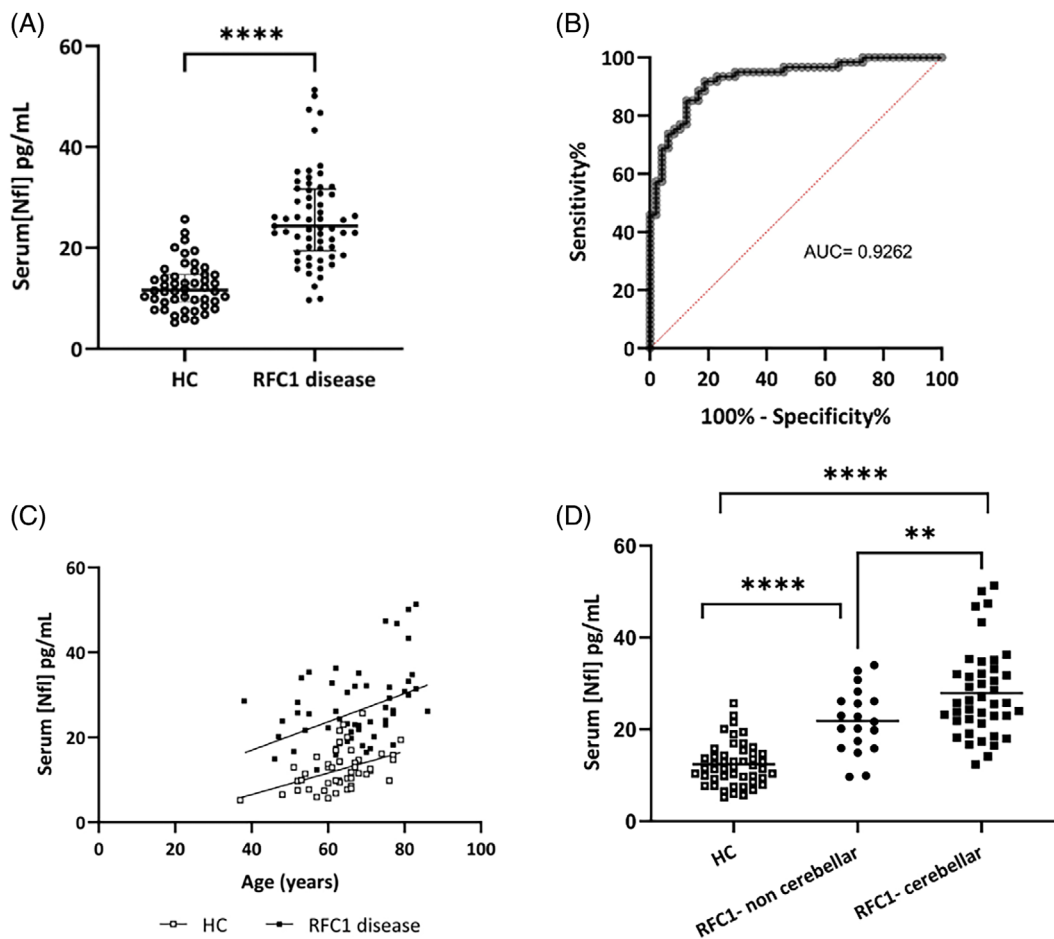 (A)
****
60
40
20
0
Serum[Nfl] pg/mL
HC RFC1 disease
(B)
100
80
60
40
20
0
Sensitivity%
AUC= 0.9262
0 20 40 60 80 100
100% - Specificity%
(C)
60
40
20
0
Serum [Nfl] pg/mL
0 20 40 60 80 100
Age (years)
HC RFC1 disease
(D)
****
**
****
60
40
20
0
Serum [Nfl] pg/mL
HC
RFC1- non cerebellar
RFC1- cerebellar